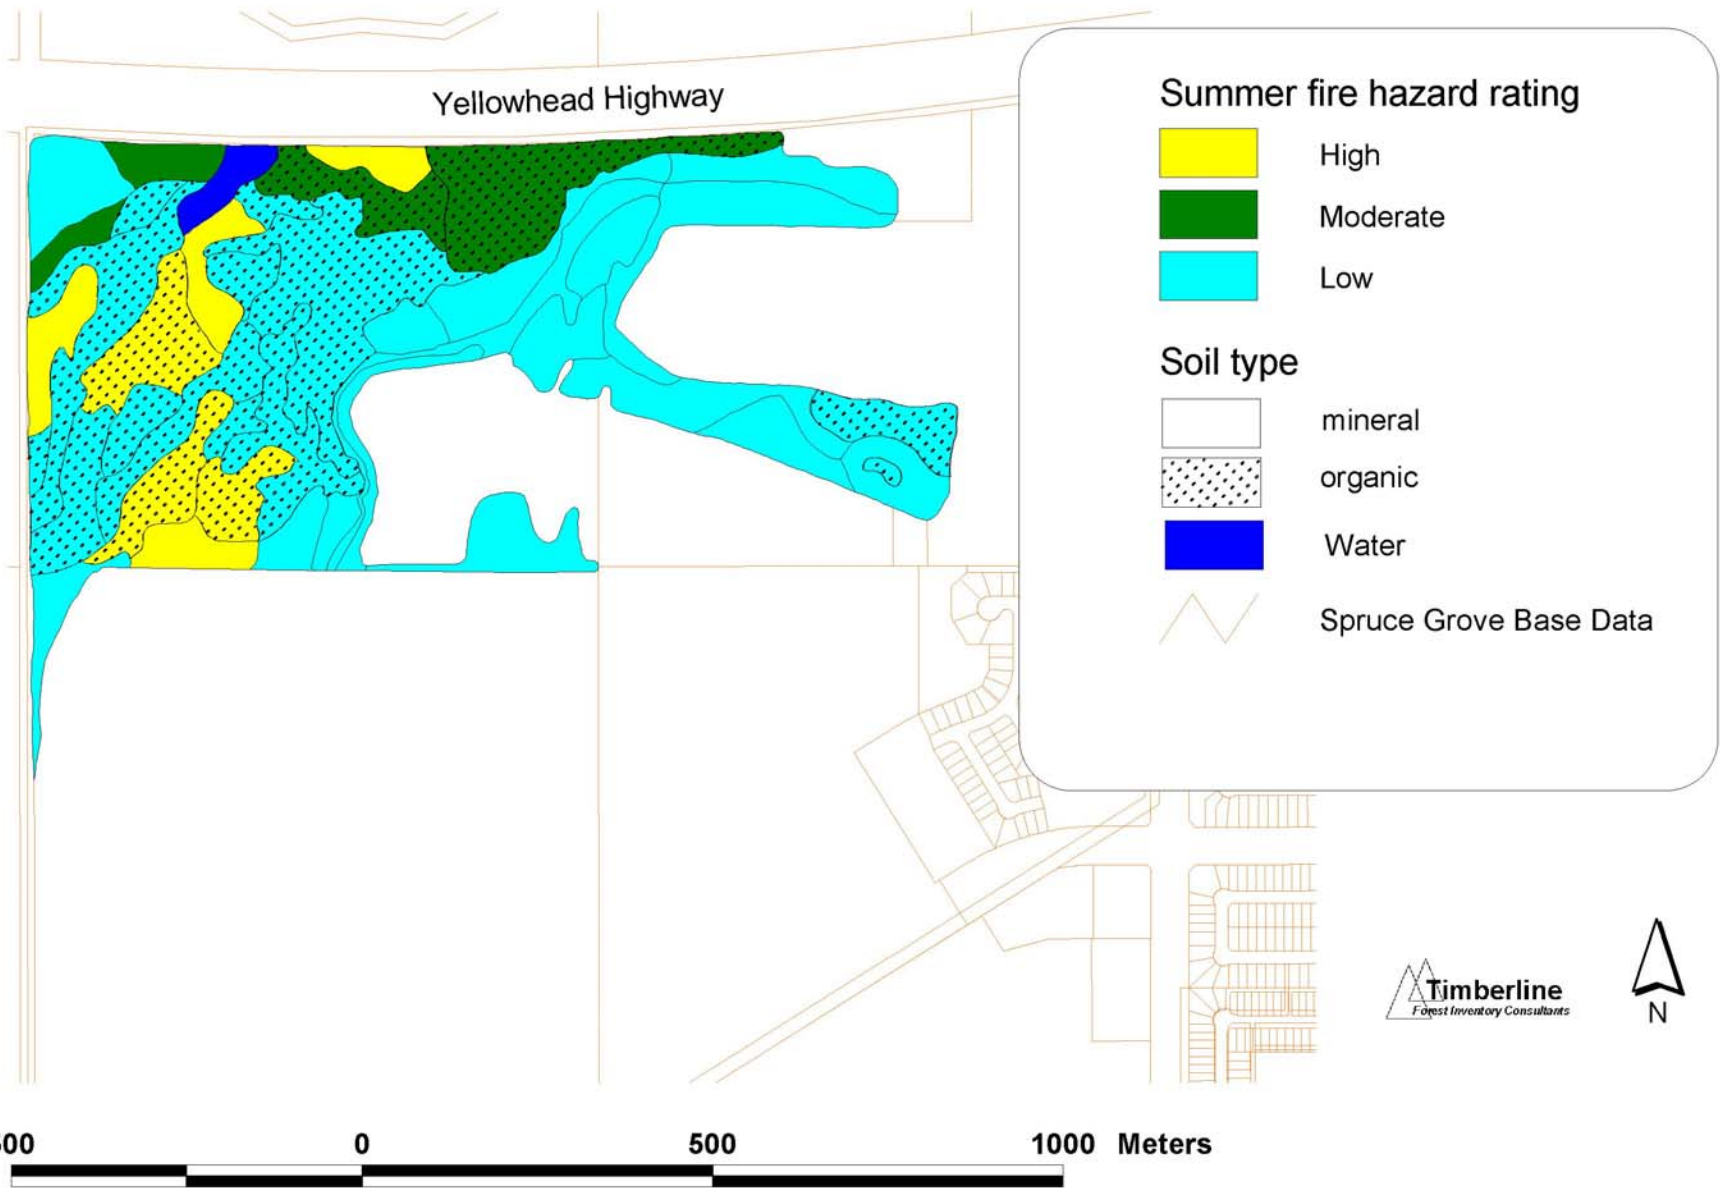 Yellowhead Highway
Summer fire hazard rating
High
Moderate
Low
Soil type
mineral
organic
Water
Spruce Grove Base Data
Timberline
Forest Inventory Consultants
N
00 0 500 1000 Meters